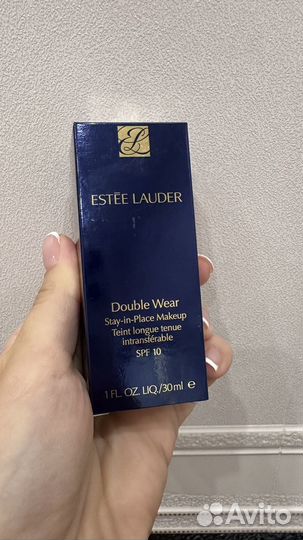 EL
ESTĒE LAUDER
Double Wear
Stay-in-Place Makeup
Teint longue tenue
intransférable
SPF 10
1 FL. OZ. LIQ./30 ml e
Avito